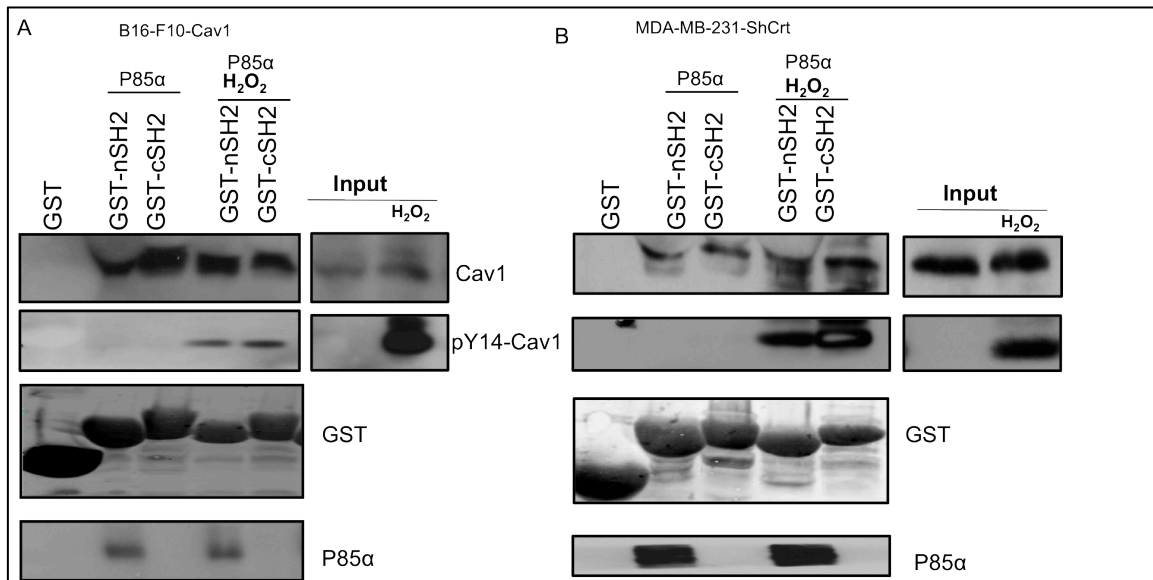 A
B16-F10-Cav1
P85α
P85α
H₂O₂
GST
GST-nSH2
GST-cSH2
GST-nSH2
GST-cSH2
Input
H₂O₂
Cav1
pY14-Cav1
GST
P85α
B
MDA-MB-231-ShCrt
P85α
P85α
H₂O₂
GST
GST-nSH2
GST-cSH2
GST-nSH2
GST-cSH2
Input
H₂O₂
GST
P85α